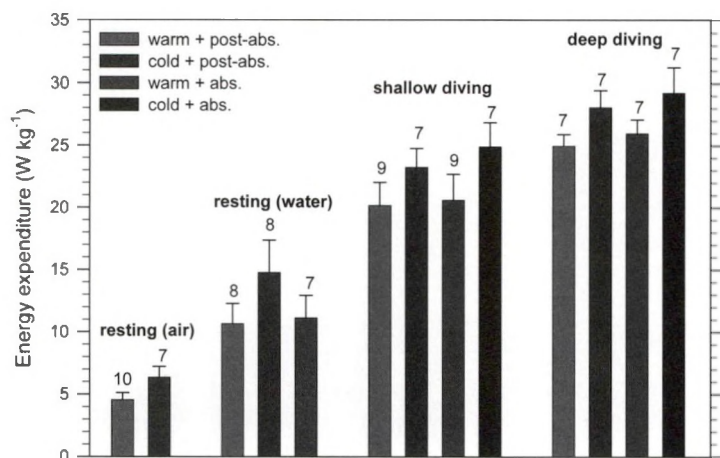 35
30
25
20
15
10
5
0
Energy expenditure (W kg-1)
warm + post-abs.
cold + post-abs.
warm + abs.
cold + abs.
resting (air)
10
7
resting (water)
8
8
7
shallow diving
9
7
9
7
deep diving
7
7
7
7